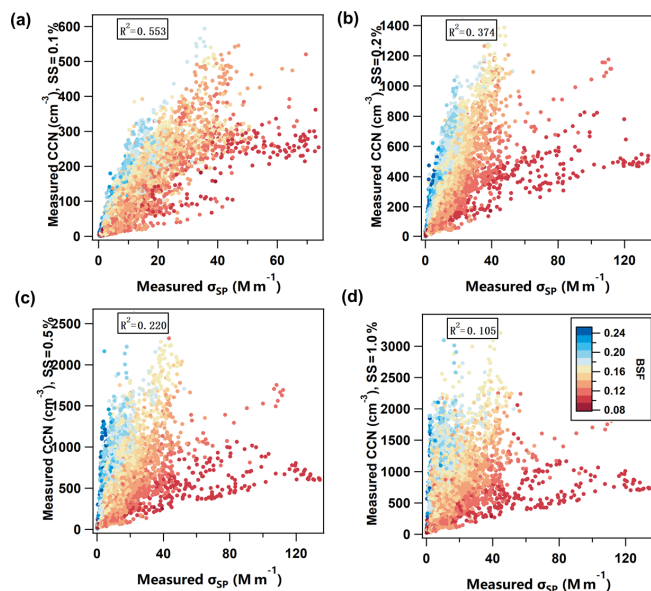 (a)
R²=0.553
Measured CCN (cm⁻³), SS=0.1%
600
500
400
300
200
100
0
0 20 40 60
Measured σSP (M m⁻¹)
(b)
R²=0.374
Measured CCN (cm⁻³), SS=0.2%
1400
1200
1000
800
600
400
200
0
0 40 80 120
Measured σSP (M m⁻¹)
(c)
R²=0.220
Measured CCN (cm⁻³), SS=0.5%
2500
2000
1500
1000
500
0
0 40 80 120
Measured σSP (M m⁻¹)
(d)
R²=0.105
Measured CCN (cm⁻³), SS=1.0%
3000
2500
2000
1500
1000
500
0
0 40 80 120
Measured σSP (M m⁻¹)
0.24
0.20
0.16
0.12
0.08
BSF